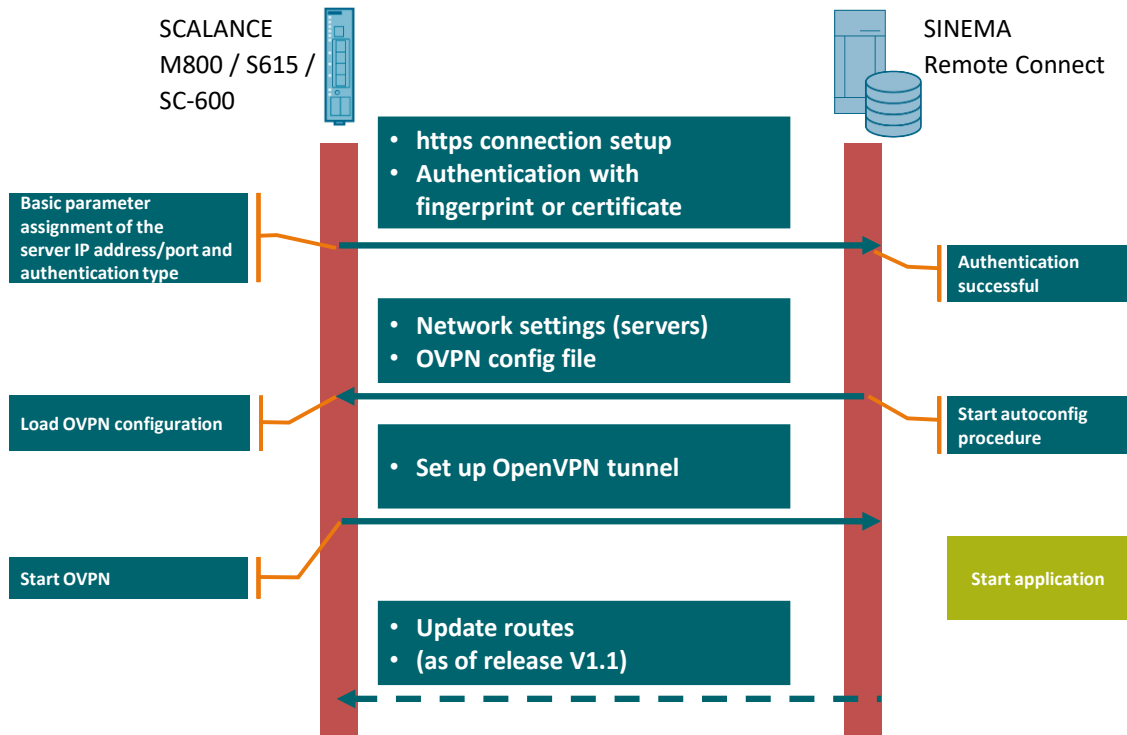 SCALANCE
M800 / S615 /
SC-600
SINEMA
Remote Connect
• https connection setup
• Authentication with
fingerprint or certificate
Basic parameter
assignment of the
server IP address/port and
authentication type
Authentication
successful
• Network settings (servers)
• OVPN config file
Load OVPN configuration
Start autoconfig
procedure
• Set up OpenVPN tunnel
Start OVPN
Start application
• Update routes
• (as of release V1.1)